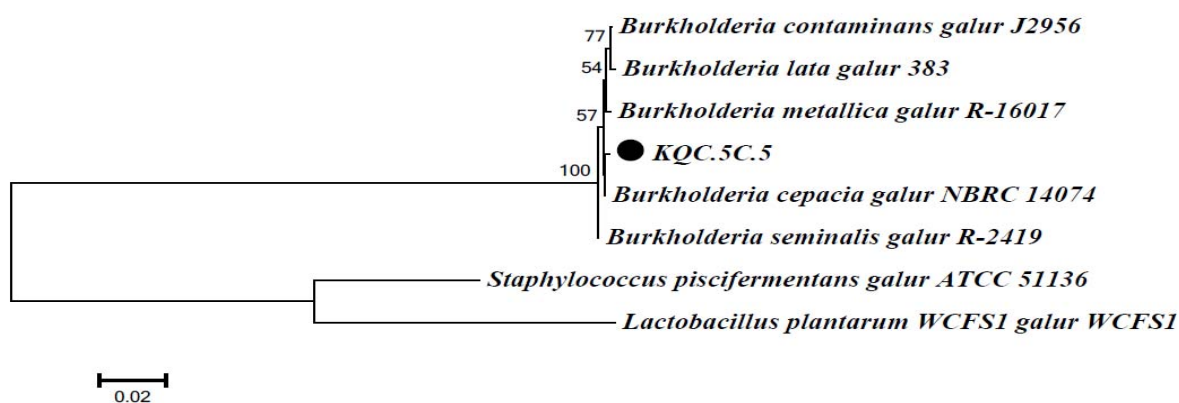 77
Burkholderia contaminans galur J2956
54
Burkholderia lata galur 383
57
Burkholderia metallica galur R-16017
KQC.5C.5
100
Burkholderia cepacia galur NBRC 14074
Burkholderia seminalis galur R-2419
Staphylococcus piscifermentans galur ATCC 51136
Lactobacillus plantarum WCFS1 galur WCFS1
0.02